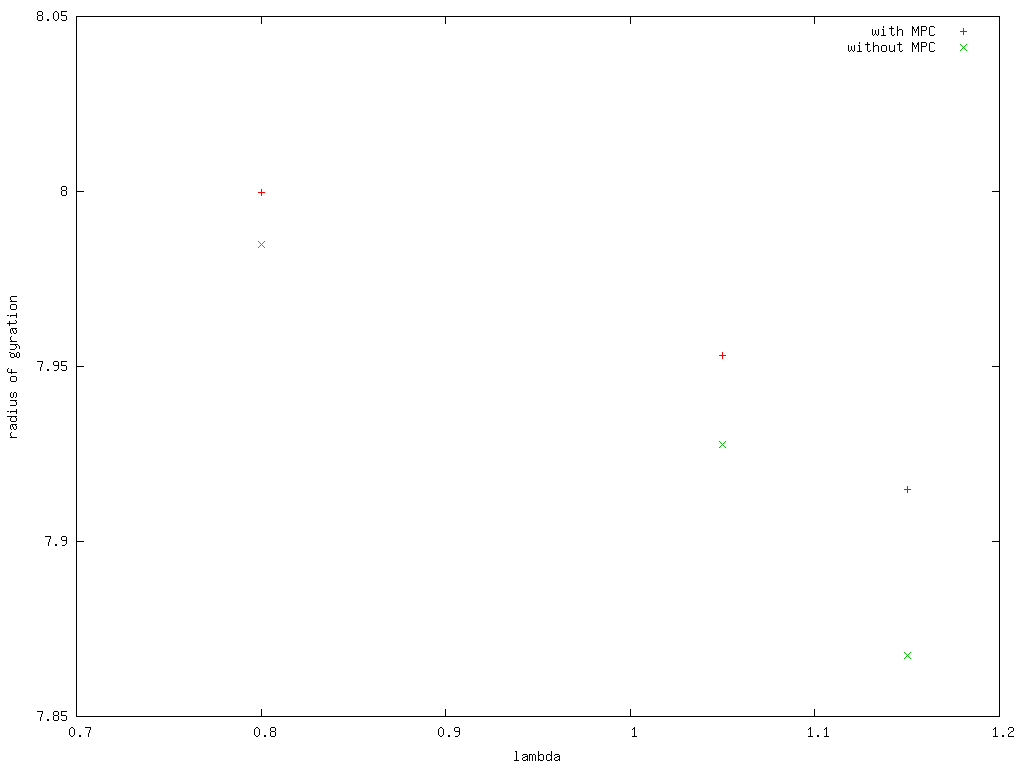 8.05
8
7.95
7.9
7.85
radius of gyration
with MPC
without MPC
0.7 0.8 0.9 1 1.1 1.2
lambda